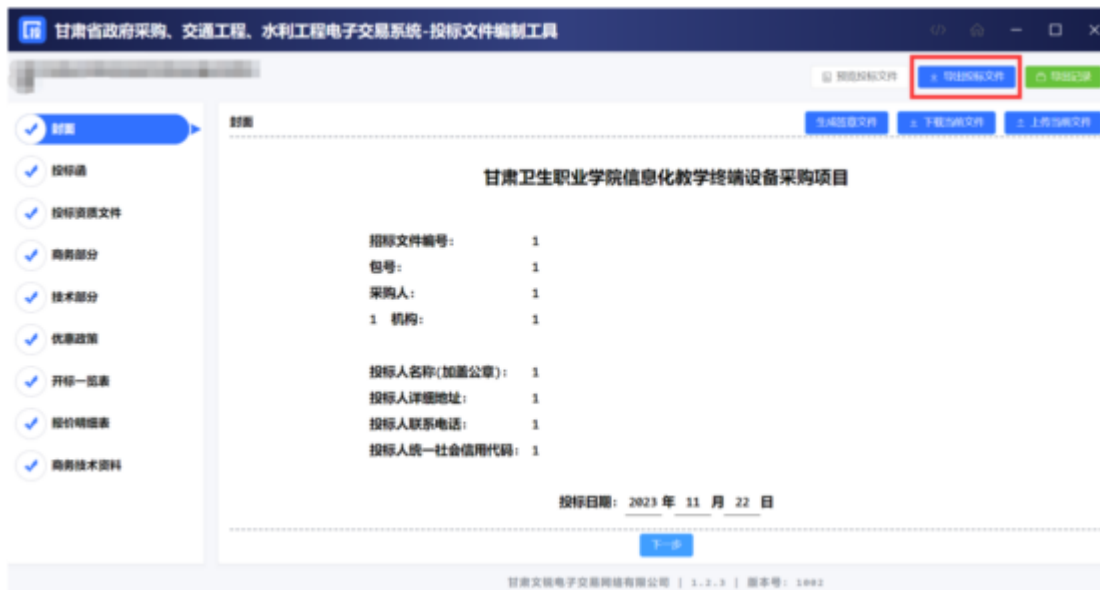 甘肃省政府采购、交通工程、水利工程电子交易系统-投标文件编制工具
预览投标文件 导出投标文件 导出记录
封面
投标函
投标资质文件
商务部分
技术部分
优惠政策
开标一览表
报价明细表
商务技术资料
封面 生成签章文件 下载当前文件 上传当前文件
甘肃卫生职业学院信息化教学终端设备采购项目
招标文件编号: 1
包号: 1
采购人: 1
1 机构: 1
投标人名称(加盖公章): 1
投标人详细地址: 1
投标人联系电话: 1
投标人统一社会信用代码: 1
投标日期: 2023 年 11 月 22 日
下一步
甘肃文锐电子交易网络有限公司 | 1.2.3 | 版本号: 1002